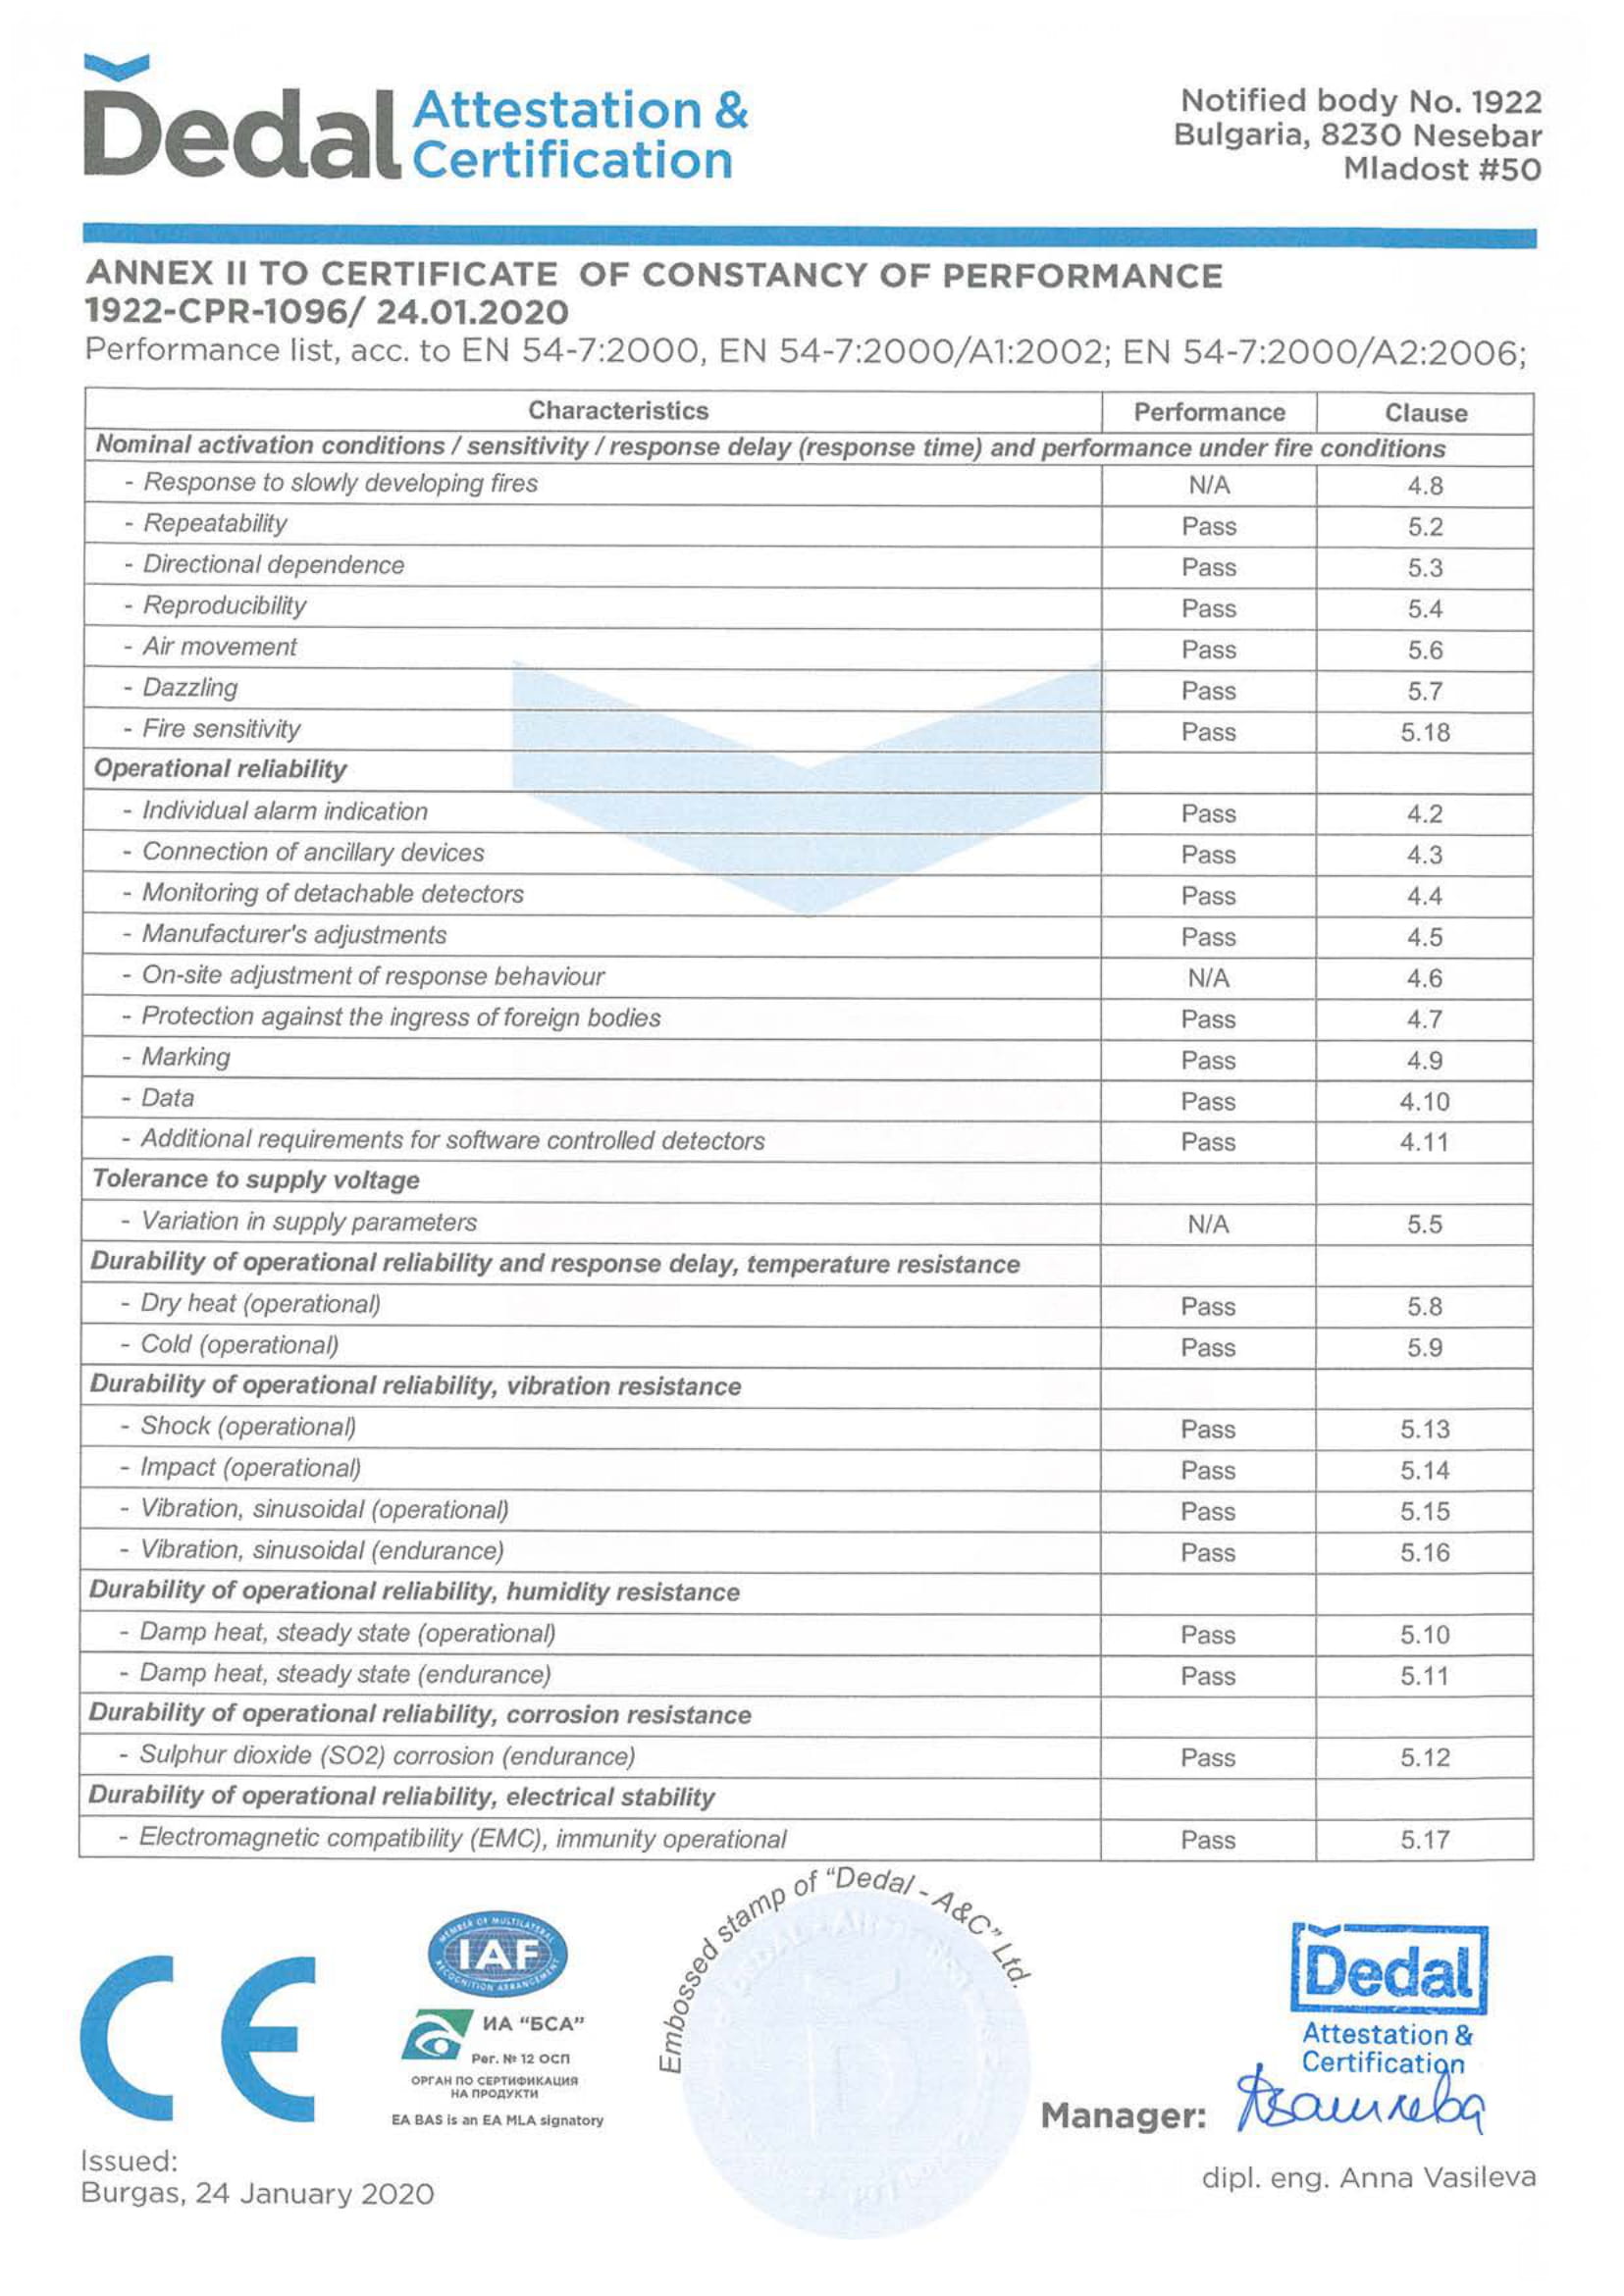 Dedal Attestation &
Certification
Notified body No. 1922
Bulgaria, 8230 Nesebar
Mladost #50
ANNEX II TO CERTIFICATE OF CONSTANCY OF PERFORMANCE
1922-CPR-1096/ 24.01.2020
Performance list, acc. to EN 54-7:2000, EN 54-7:2000/A1:2002; EN 54-7:2000/A2:2006;
Characteristics Performance Clause
Nominal activation conditions / sensitivity / response delay (response time) and performance under fire conditions
- Response to slowly developing fires N/A 4.8
- Repeatability Pass 5.2
- Directional dependence Pass 5.3
- Reproducibility Pass 5.4
- Air movement Pass 5.6
- Dazzling Pass 5.7
- Fire sensitivity Pass 5.18
Operational reliability
- Individual alarm indication Pass 4.2
- Connection of ancillary devices Pass 4.3
- Monitoring of detachable detectors Pass 4.4
- Manufacturer's adjustments Pass 4.5
- On-site adjustment of response behaviour N/A 4.6
- Protection against the ingress of foreign bodies Pass 4.7
- Marking Pass 4.9
- Data Pass 4.10
- Additional requirements for software controlled detectors Pass 4.11
Tolerance to supply voltage
- Variation in supply parameters N/A 5.5
Durability of operational reliability and response delay, temperature resistance
- Dry heat (operational) Pass 5.8
- Cold (operational) Pass 5.9
Durability of operational reliability, vibration resistance
- Shock (operational) Pass 5.13
- Impact (operational) Pass 5.14
- Vibration, sinusoidal (operational) Pass 5.15
- Vibration, sinusoidal (endurance) Pass 5.16
Durability of operational reliability, humidity resistance
- Damp heat, steady state (operational) Pass 5.10
- Damp heat, steady state (endurance) Pass 5.11
Durability of operational reliability, corrosion resistance
- Sulphur dioxide (SO2) corrosion (endurance) Pass 5.12
Durability of operational reliability, electrical stability
- Electromagnetic compatibility (EMC), immunity operational Pass 5.17
CE
MEMBER OF MULTILATERAL
IAF
RECOGNITION ARRANGEMENT
ИА "БСА"
Рег. № 12 ОСП
ОРГАН ПО СЕРТИФИКАЦИЯ
НА ПРОДУКТИ
EA BAS is an EA MLA signatory
Embossed stamp of "Dedal - A&C" Ltd.
Dedal
Attestation &
Certification
Manager:
dipl. eng. Anna Vasileva
Issued:
Burgas, 24 January 2020